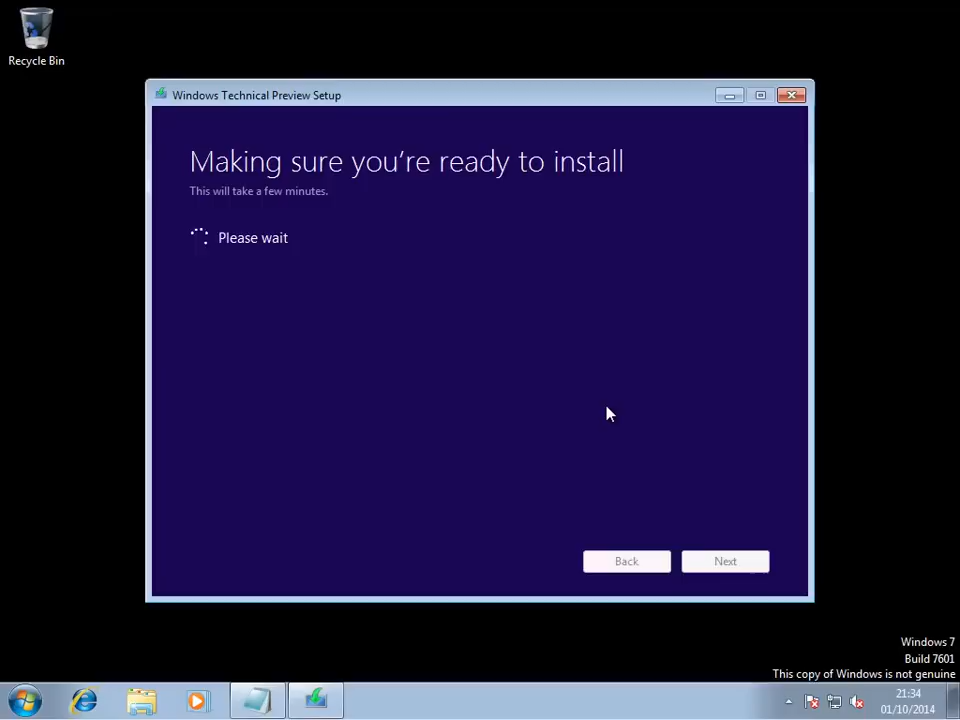 Recycle Bin
Windows Technical Preview Setup
Making sure you're ready to install
This will take a few minutes.
Please wait
Back
Next
Windows 7
Build 7601
This copy of Windows is not genuine
21:34
01/10/2014